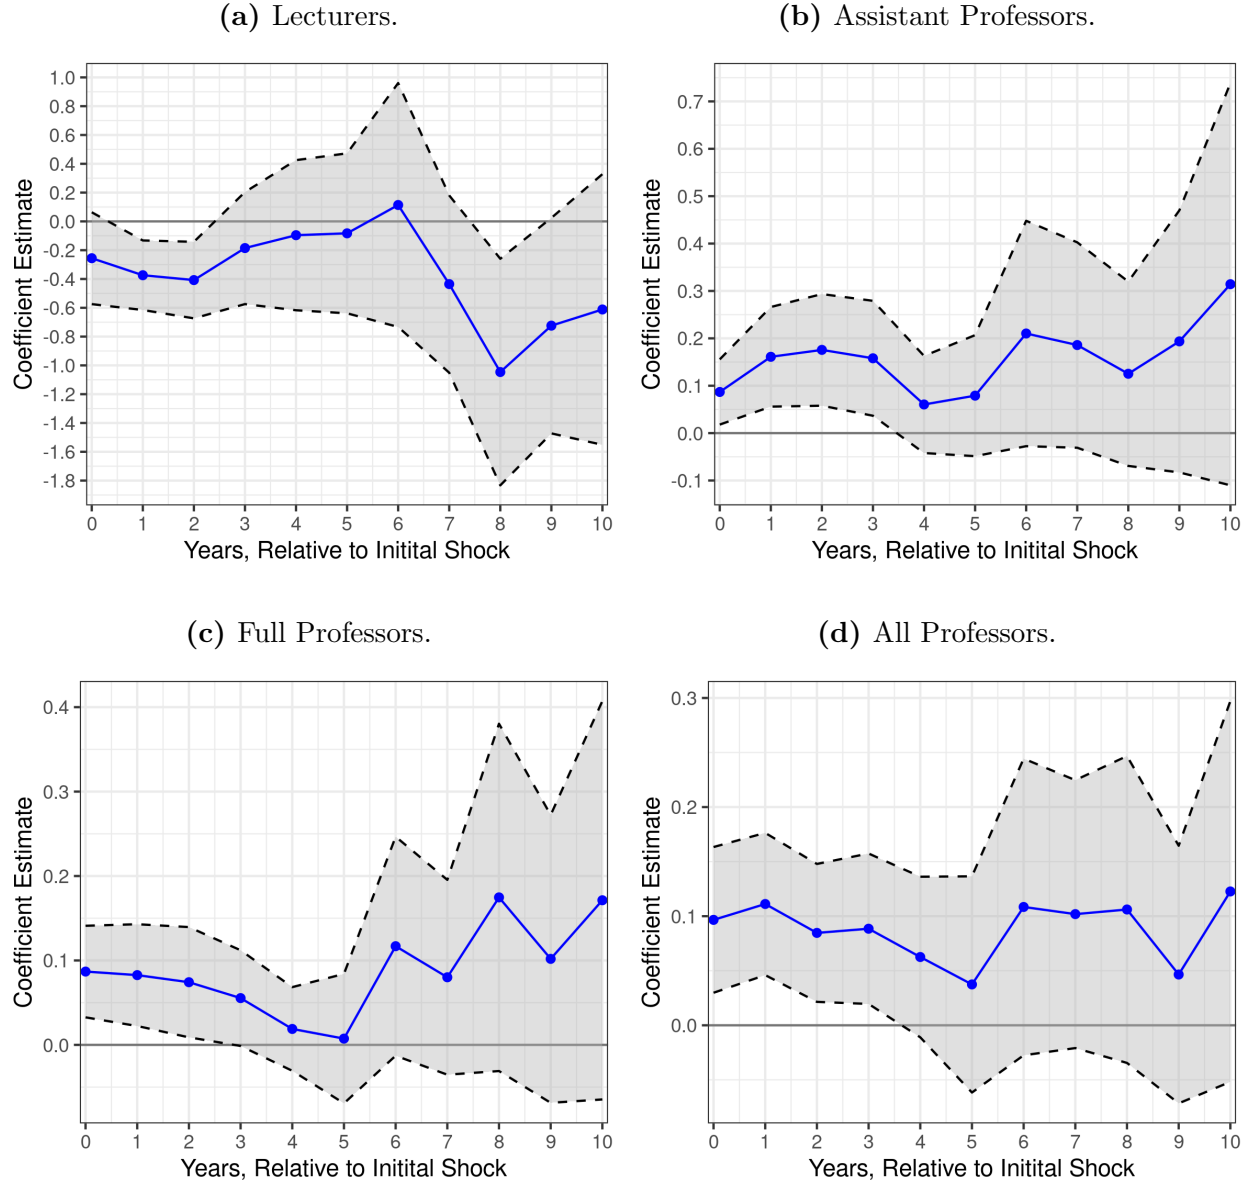 (a) Lecturers.
1.0
0.8
0.6
0.4
0.2
0.0
-0.2
-0.4
-0.6
-0.8
-1.0
-1.2
-1.4
-1.6
-1.8
Coefficient Estimate
0 1 2 3 4 5 6 7 8 9 10
Years, Relative to Initital Shock
(b) Assistant Professors.
0.7
0.6
0.5
0.4
0.3
0.2
0.1
0.0
-0.1
Coefficient Estimate
0 1 2 3 4 5 6 7 8 9 10
Years, Relative to Initital Shock
(c) Full Professors.
0.4
0.3
0.2
0.1
0.0
Coefficient Estimate
0 1 2 3 4 5 6 7 8 9 10
Years, Relative to Initital Shock
(d) All Professors.
0.3
0.2
0.1
0.0
Coefficient Estimate
0 1 2 3 4 5 6 7 8 9 10
Years, Relative to Initital Shock